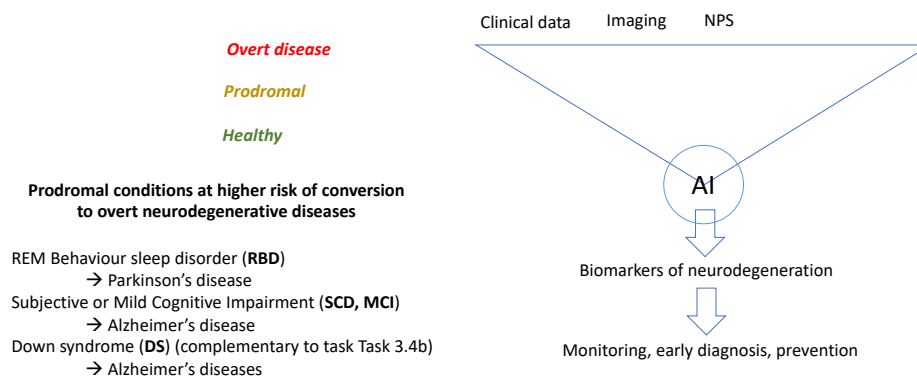 Overt disease
Prodromal
Healthy
Prodromal conditions at higher risk of conversion
to overt neurodegenerative diseases
REM Behaviour sleep disorder (RBD)
→ Parkinson's disease
Subjective or Mild Cognitive Impairment (SCD, MCI)
→ Alzheimer's disease
Down syndrome (DS) (complementary to task Task 3.4b)
→ Alzheimer's diseases
Clinical data Imaging NPS
AI
Biomarkers of neurodegeneration
Monitoring, early diagnosis, prevention